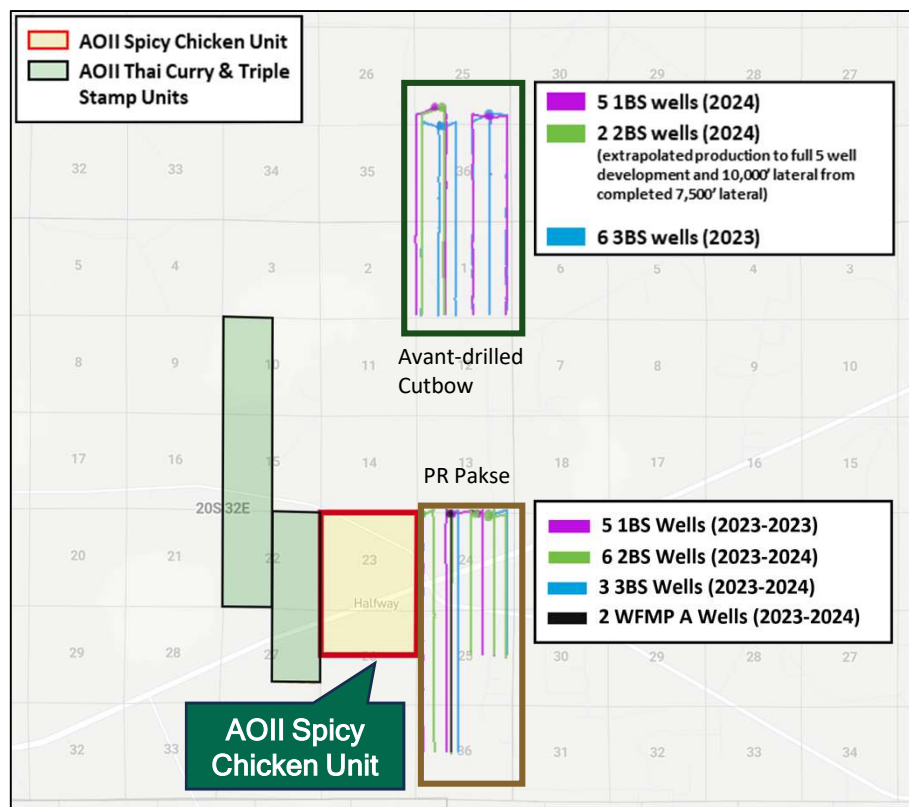 AOII Spicy Chicken Unit
AOII Thai Curry & Triple
Stamp Units
26
25
30
29
28
27
5 1BS wells (2024)
2 2BS wells (2024)
(extrapolated production to full 5 well
development and 10,000' lateral from
completed 7,500' lateral)
6 3BS wells (2023)
32
33
34
35
36
5
4
3
2
1
6
5
4
3
8
9
10
11
12
7
8
9
10
Avant-drilled
Cutbow
17
16
15
14
13
18
17
16
15
PR Pakse
20S 32E
20
21
22
23
24
Halfway
5 1BS Wells (2023-2023)
6 2BS Wells (2023-2024)
3 3BS Wells (2023-2024)
2 WFMP A Wells (2023-2024)
29
28
27
25
30
29
28
27
AOII Spicy
Chicken Unit
32
33
36
31
32
33
34